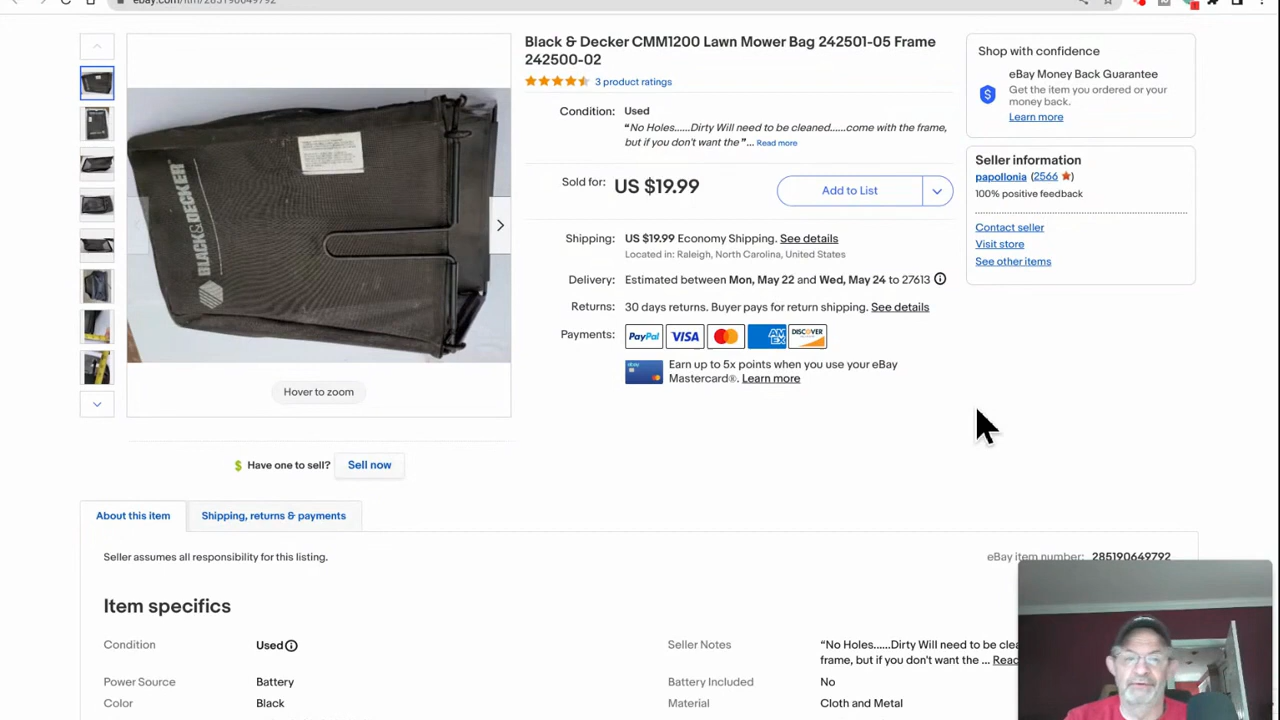 ebay.com/itm/285190649792
Black & Decker CMM1200 Lawn Mower Bag 242501-05 Frame
242500-02
3 product ratings
Condition: Used
“No Holes......Dirty Will need to be cleaned......come with the frame,
but if you don't want the” ... Read more
Sold for: US $19.99
Add to List
Shipping: US $19.99 Economy Shipping. See details
Located in: Raleigh, North Carolina, United States
Delivery: Estimated between Mon, May 22 and Wed, May 24 to 27613
Returns: 30 days returns. Buyer pays for return shipping. See details
Payments: PayPal VISA AM EX DISCOVER
Earn up to 5x points when you use your eBay
Mastercard®. Learn more
Shop with confidence
eBay Money Back Guarantee
Get the item you ordered or your
money back.
Learn more
Seller information
papollonia (2566)
100% positive feedback
Contact seller
Visit store
See other items
BLACK&DECKER
Hover to zoom
Have one to sell? Sell now
About this item
Shipping, returns & payments
Seller assumes all responsibility for this listing.
eBay item number: 285190649792
Item specifics
Condition Used
Seller Notes “No Holes......Dirty Will need to be clea
frame, but if you don't want the ... Read
Power Source Battery
Battery Included No
Color Black
Material Cloth and Metal